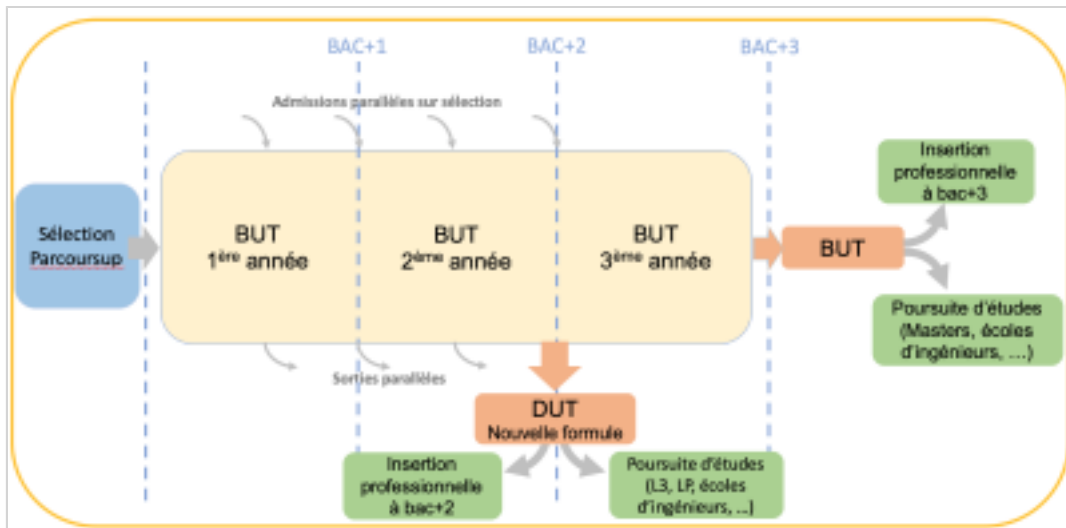 BAC+1
BAC+2
BAC+3
Admissions parallèles sur sélection
Sélection
Parcoursup
BUT
1ère année
BUT
2ème année
BUT
3ème année
BUT
Insertion
professionnelle
à bac+3
Poursuite d'études
(Masters, écoles
d'ingénieurs, ….)
Sorties parallèles
DUT
Nouvelle formule
Insertion
professionnelle
à bac+2
Poursuite d'études
(L3, LP, écoles
d'ingénieurs, …)